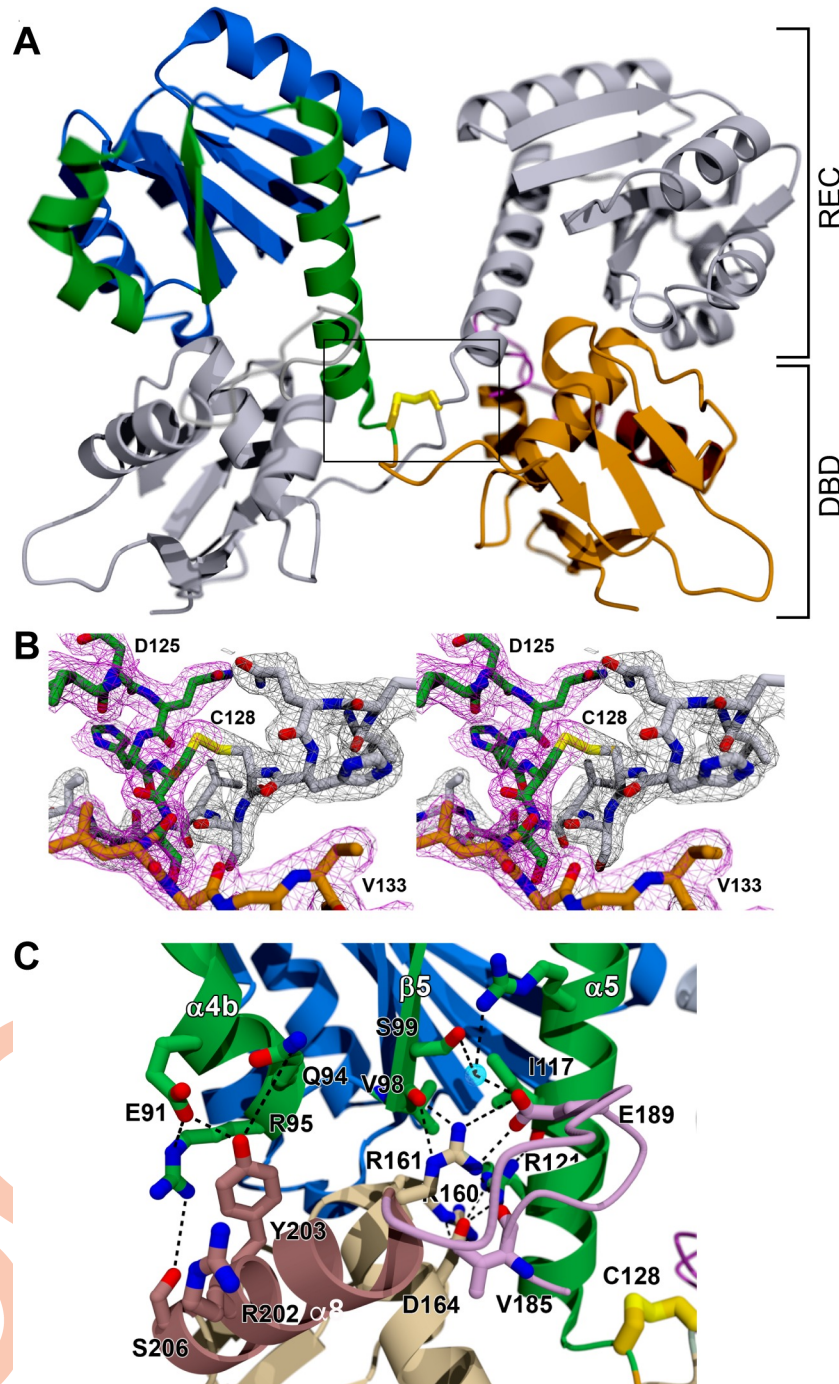 A
REC
DBD
B
D125
C128
V133
D125
C128
V133
C
α4b
β5
α5
S99
Q94
V98
I117
E91
R95
E189
R161
R121
R160
Y203
C128
R202
α8
D164
V185
S206